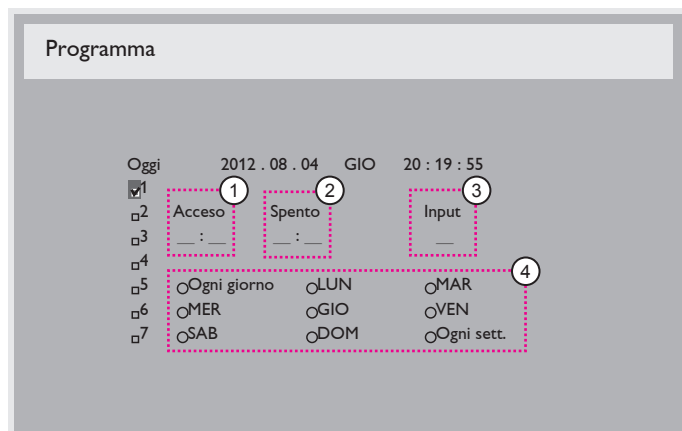 Programma
Oggi 2012 . 08 . 04 GIO 20 : 19 : 55
1
1 2 3
2 Acceso Spento Input
3 __ : __ __ : __ __
4
4
5 Ogni giorno LUN MAR
6 MER GIO VEN
7 SAB DOM Ogni sett.